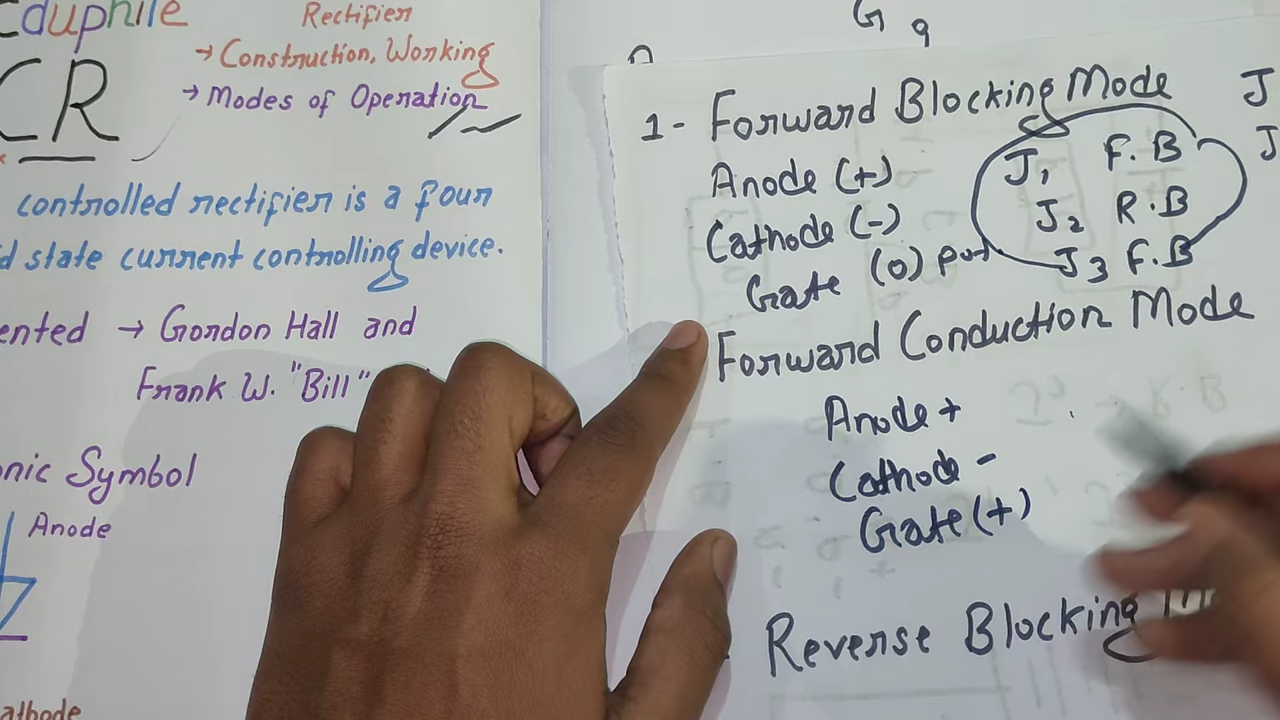 Eduphile
Rectifier
→ Construction, Working
CR
→ Modes of Operation
controlled rectifier is a four
d state current controlling device.
ented → Gordon Hall and
Frank W. "Bill"
onic Symbol
Anode
athode
G g
1- Forward Blocking Mode
Anode (+)
Cathode (-)
Gate (0) pot
J1 F.B
J2 R.B
J3 F.B
J
J
Forward Conduction Mode
Anode +
Cathode -
Gate (+)
Reverse Blocking